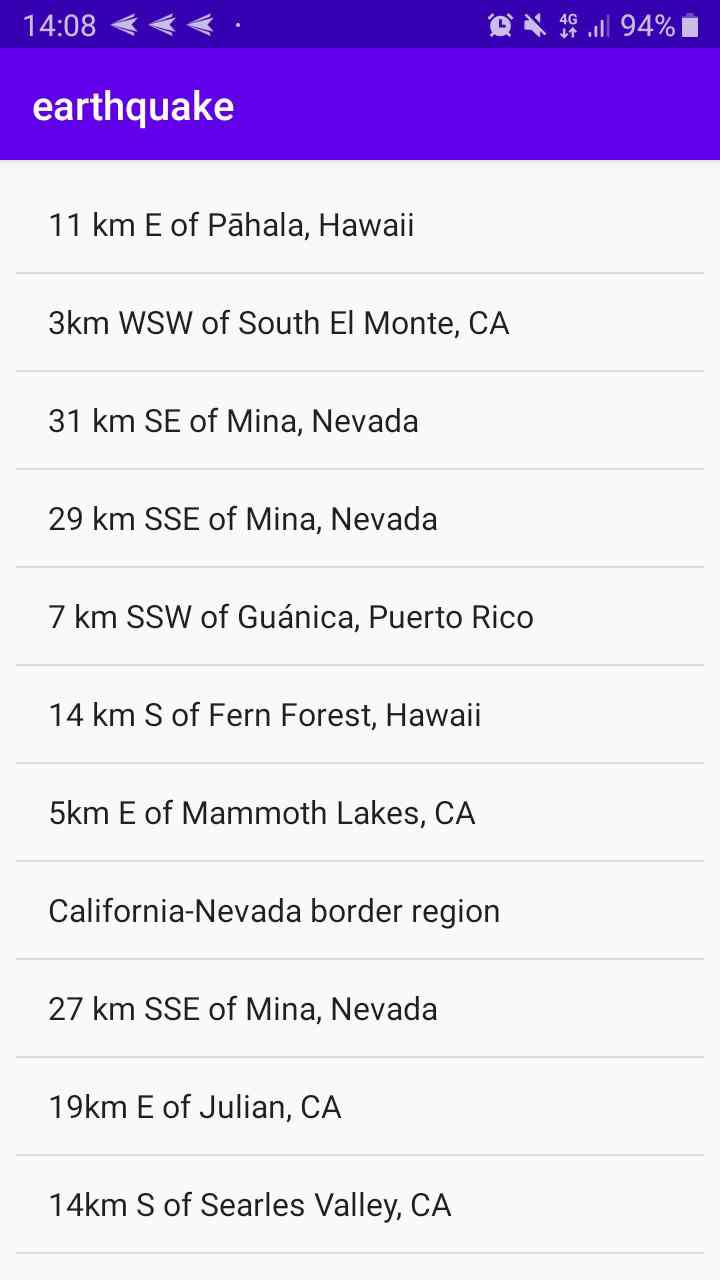 14:08 4G 94%
earthquake
11 km E of Pāhala, Hawaii
3km WSW of South El Monte, CA
31 km SE of Mina, Nevada
29 km SSE of Mina, Nevada
7 km SSW of Guánica, Puerto Rico
14 km S of Fern Forest, Hawaii
5km E of Mammoth Lakes, CA
California-Nevada border region
27 km SSE of Mina, Nevada
19km E of Julian, CA
14km S of Searles Valley, CA